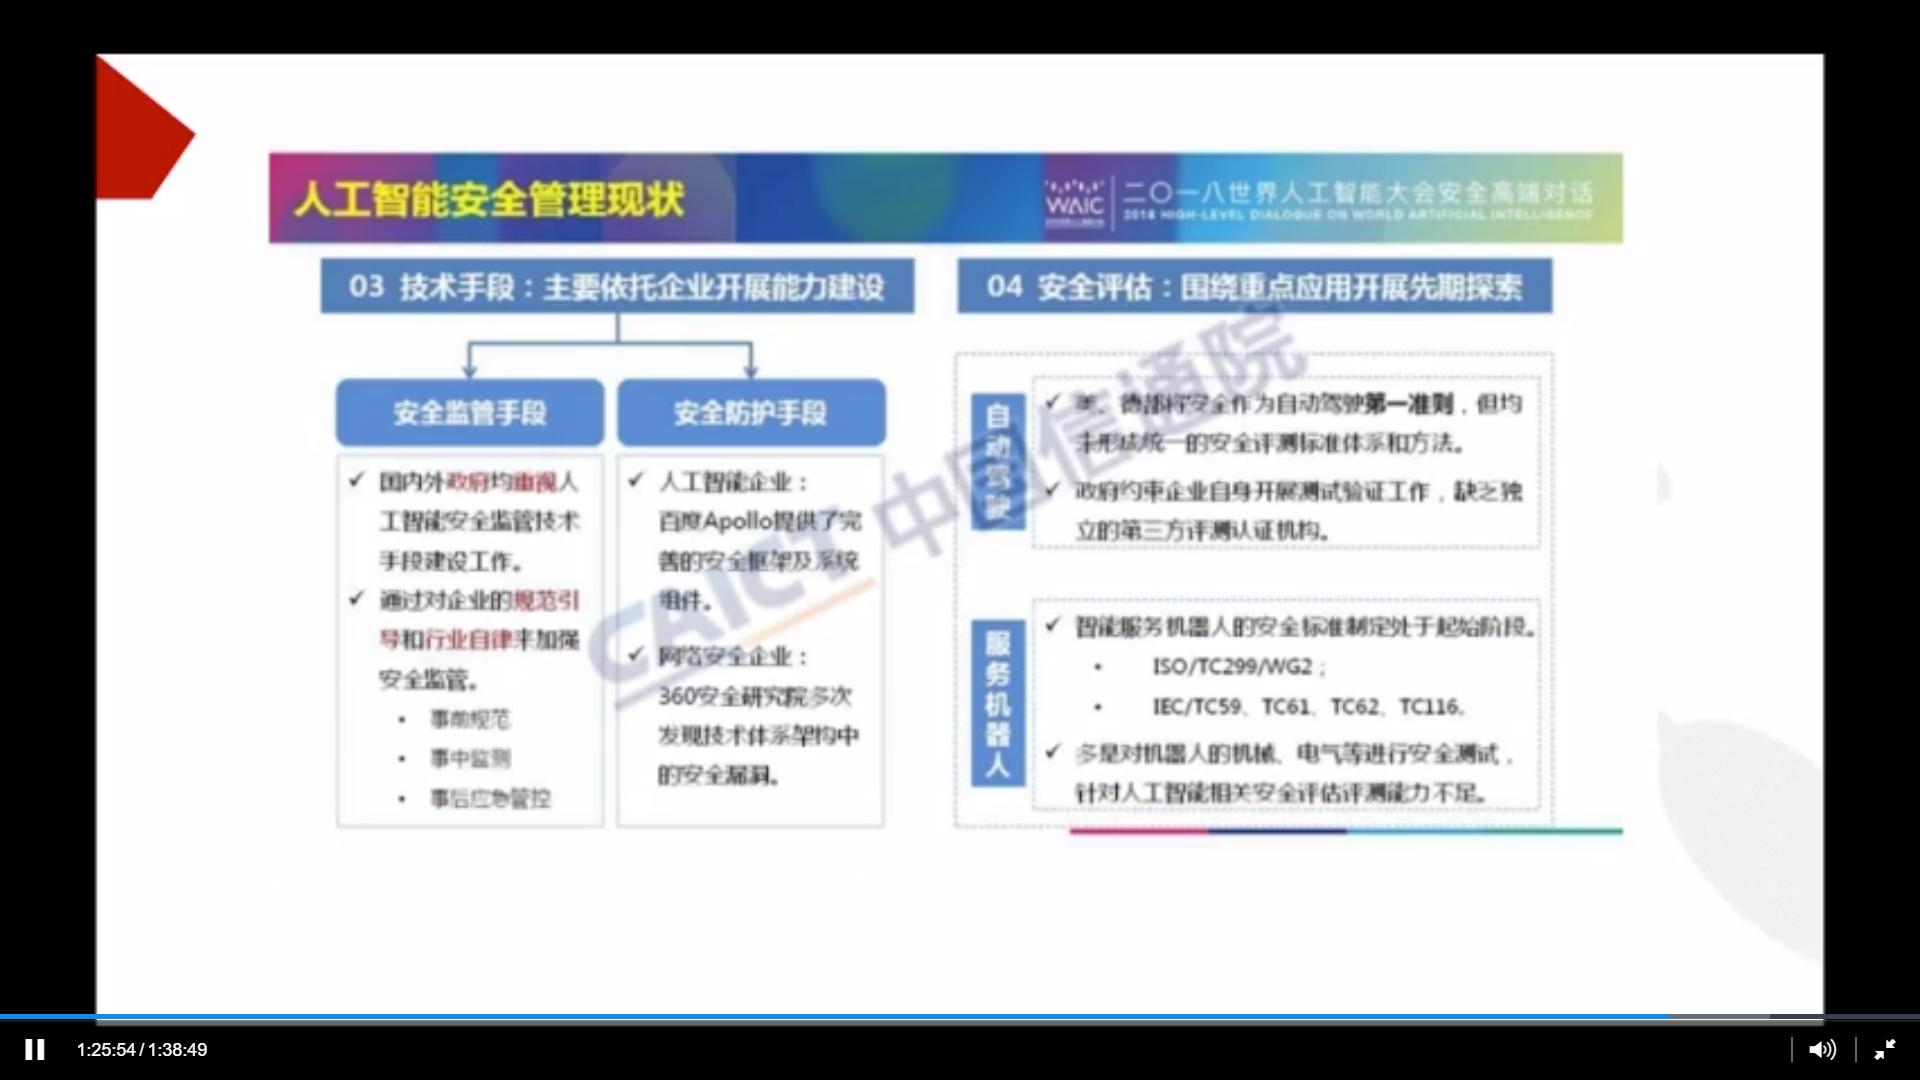 人工智能安全管理现状
WAIC
二〇一八世界人工智能大会安全高端对话
2018 HIGH-LEVEL DIALOGUE ON WORLD ARTIFICIAL INTELLIGENCE
03 技术手段：主要依托企业开展能力建设
安全监管手段
✓ 国内外政府均重视人
工智能安全监管技术
手段建设工作。
✓ 通过对企业的规范引
导和行业自律来加强
安全监管。
• 事前规范
• 事中监测
• 事后应急管控
安全防护手段
✓ 人工智能企业：
百度Apollo提供了完
善的安全框架及系统
组件。
✓ 网络安全企业：
360安全研究院多次
发现技术体系架构中
的安全漏洞。
04 安全评估：围绕重点应用开展先期探索
自动驾驶
✓ 美、德都将安全作为自动驾驶第一准则，但均
未形成统一的安全评测标准体系和方法。
✓ 政府约束企业自身开展测试验证工作，缺乏独
立的第三方评测认证机构。
服务机器人
✓ 智能服务机器人的安全标准制定处于起始阶段。
• ISO/TC299/WG2；
• IEC/TC59、TC61、TC62、TC116。
✓ 多是对机器人的机械、电气等进行安全测试，
针对人工智能相关安全评估评测能力不足。
CAICT 中国信通院
1:25:54 / 1:38:49